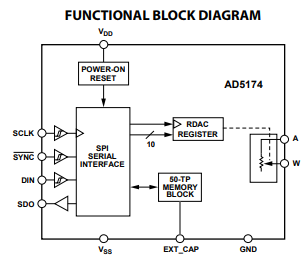 FUNCTIONAL BLOCK DIAGRAM
VDD
POWER-ON
RESET
AD5174
SCLK
SYNC
DIN
SDO
SPI
SERIAL
INTERFACE
10
RDAC
REGISTER
A
W
50-TP
MEMORY
BLOCK
VSS
EXT_CAP
GND